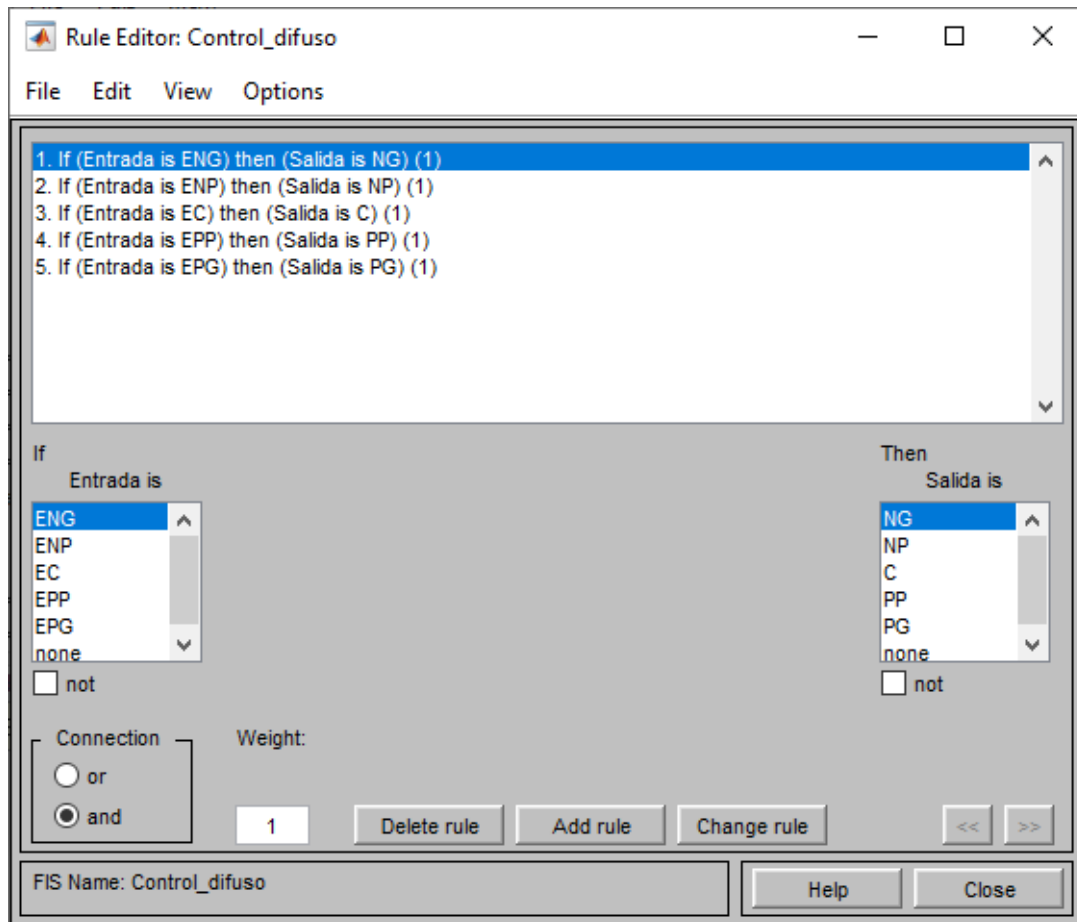 Rule Editor: Control_difuso
File Edit View Options
1. If (Entrada is ENG) then (Salida is NG) (1)
2. If (Entrada is ENP) then (Salida is NP) (1)
3. If (Entrada is EC) then (Salida is C) (1)
4. If (Entrada is EPP) then (Salida is PP) (1)
5. If (Entrada is EPG) then (Salida is PG) (1)
If
Entrada is
ENG
ENP
EC
EPP
EPG
none
not
Then
Salida is
NG
NP
C
PP
PG
none
not
Connection
or
and
Weight:
1
Delete rule
Add rule
Change rule
<<
>>
FIS Name: Control_difuso
Help
Close